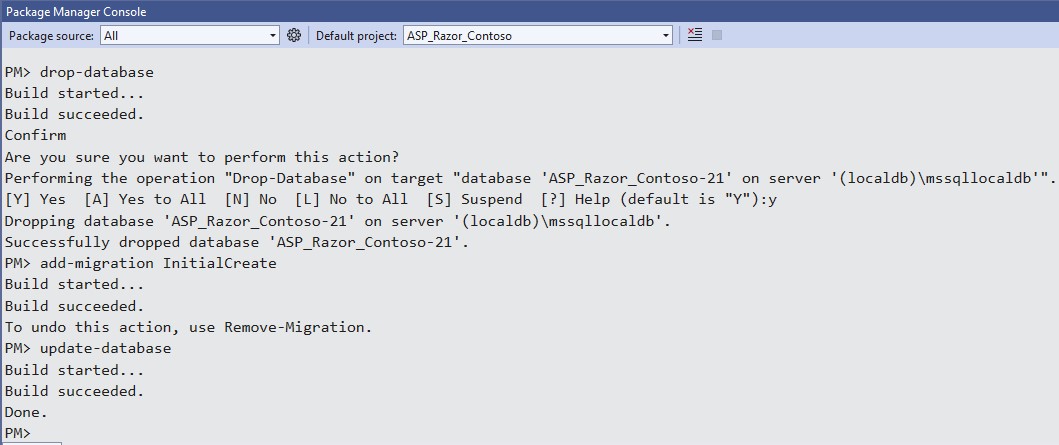 Package Manager Console
Package source: All Default project: ASP_Razor_Contoso
PM> drop-database
Build started...
Build succeeded.
Confirm
Are you sure you want to perform this action?
Performing the operation "Drop-Database" on target "database 'ASP_Razor_Contoso-21' on server '(localdb)\mssqllocaldb'".
[Y] Yes  [A] Yes to All  [N] No  [L] No to All  [S] Suspend  [?] Help (default is "Y"):y
Dropping database 'ASP_Razor_Contoso-21' on server '(localdb)\mssqllocaldb'.
Successfully dropped database 'ASP_Razor_Contoso-21'.
PM> add-migration InitialCreate
Build started...
Build succeeded.
To undo this action, use Remove-Migration.
PM> update-database
Build started...
Build succeeded.
Done.
PM>